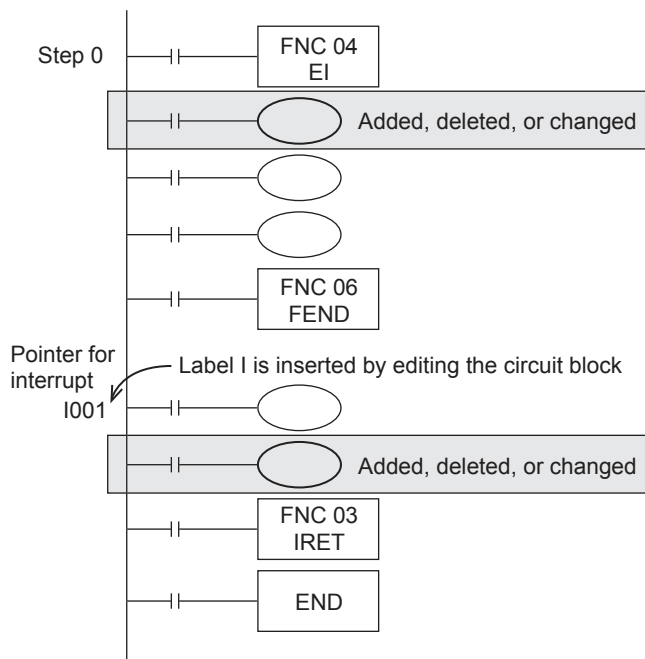 Step 0
FNC 04
EI
Added, deleted, or changed
FNC 06
FEND
Pointer for
interrupt
I001
Label I is inserted by editing the circuit block
Added, deleted, or changed
FNC 03
IRET
END